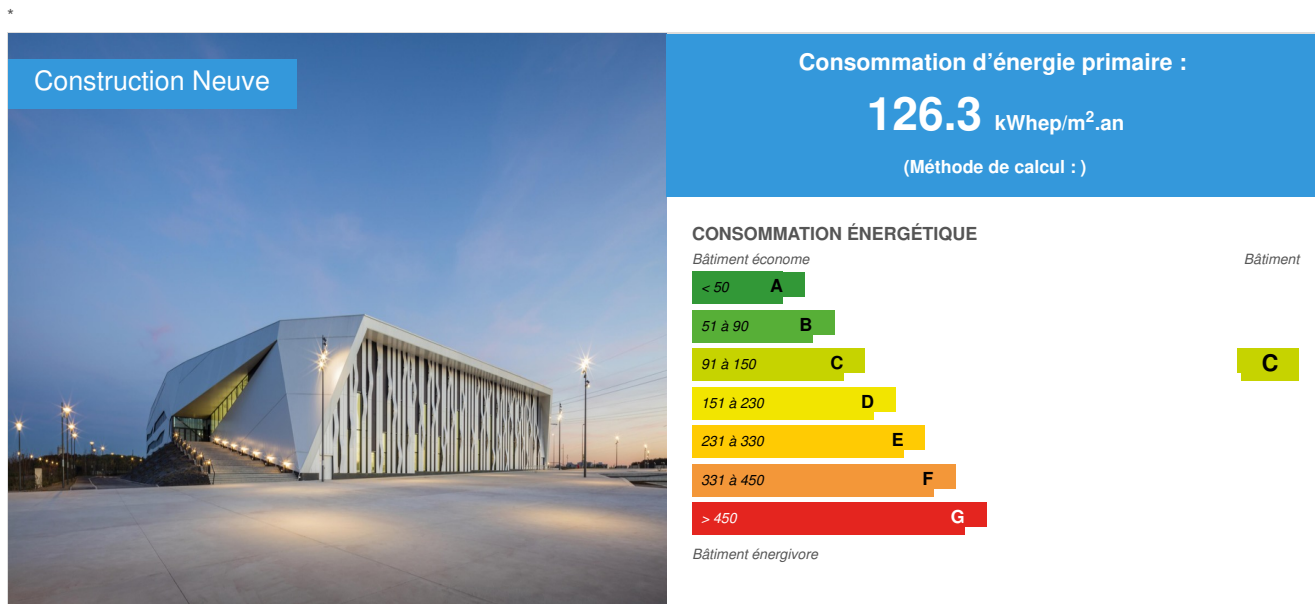 *
Construction Neuve
Consommation d'énergie primaire :
126.3 kWhep/m².an
(Méthode de calcul : )
CONSOMMATION ÉNERGÉTIQUE
Bâtiment économe
Bâtiment
< 50 A
51 à 90 B
91 à 150 C
C
151 à 230 D
231 à 330 E
331 à 450 F
> 450 G
Bâtiment énergivore